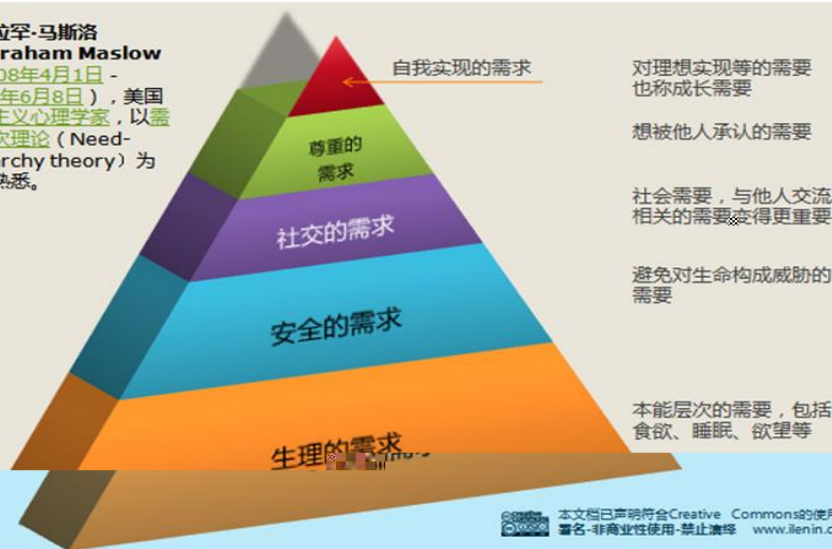 拉罕·马斯洛
raham Maslow
08年4月1日 -
年6月8日），美国
主义心理学家，以需
次理论（Need-
archy theory）为
熟悉。
自我实现的需求
尊重的
需求
社交的需求
安全的需求
生理的需求
对理想实现等的需要
也称成长需要
想被他人承认的需要
社会需要，与他人交流
相关的需要变得更重要
避免对生命构成威胁的
需要
本能层次的需要，包括
食欲、睡眠、欲望等
本文档已声明符合Creative Commons的使用
署名-非商业性使用-禁止演绎 www.ilenin.c